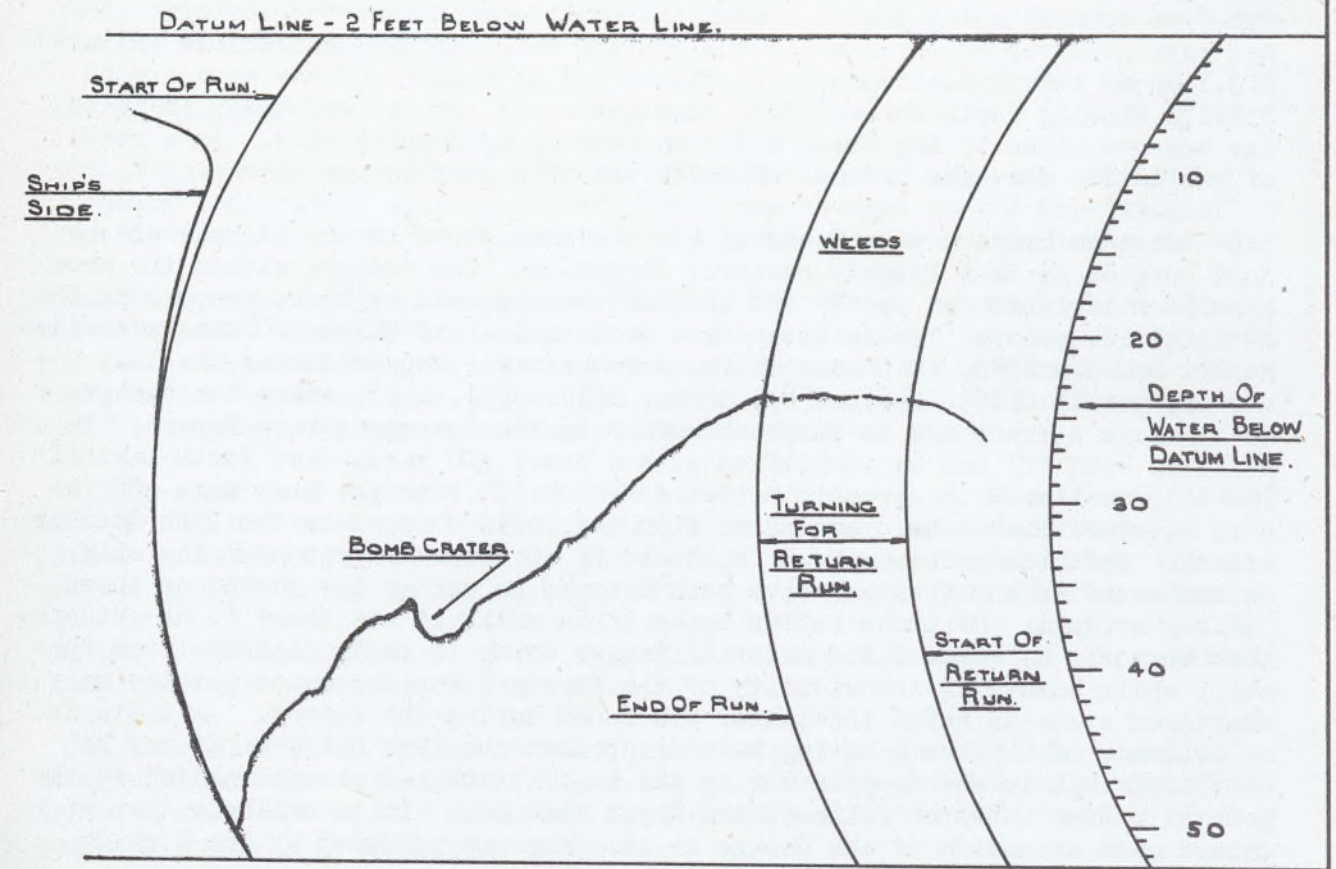 DATUM LINE - 2 FEET BELOW WATER LINE.
START OF RUN.
SHIPS
SIDE.
10
WEEDS
20
DEPTH OF
WATER BELOW
DATUM LINE.
BOMB CRATER
TURNING
FOR
RETURN
RUN.
30
START OF
RETURN
RUN.
40
END OF RUN.
50